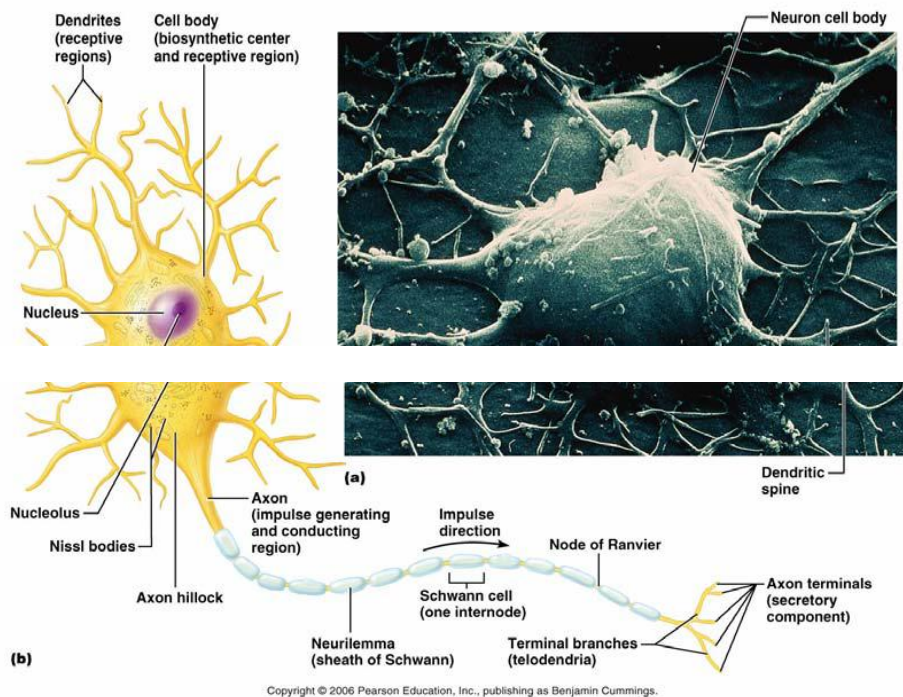 Dendrites
(receptive
regions)
Cell body
(biosynthetic center
and receptive region)
Neuron cell body
Nucleus
(a)
Dendritic
spine
Nucleolus
Nissl bodies
Axon hillock
Axon
(impulse generating
and conducting
region)
Impulse
direction
Node of Ranvier
Schwann cell
(one internode)
Axon terminals
(secretory
component)
Neurilemma
(sheath of Schwann)
Terminal branches
(telodendria)
(b)
Copyright © 2006 Pearson Education, Inc., publishing as Benjamin Cummings.